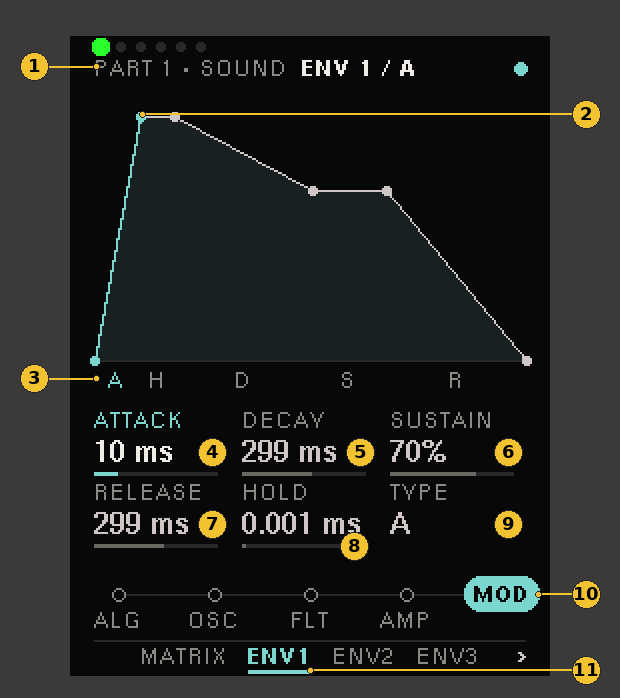 1 PART 1 · SOUND ENV 1 / A
2
3 A H D S R
ATTACK DECAY SUSTAIN
10 ms 4 299 ms 5 70% 6
RELEASE HOLD TYPE
299 ms 7 0.001 ms 8 A 9
MOD 10
ALG OSC FLT AMP
MATRIX ENV1 ENV2 ENV3 >
11